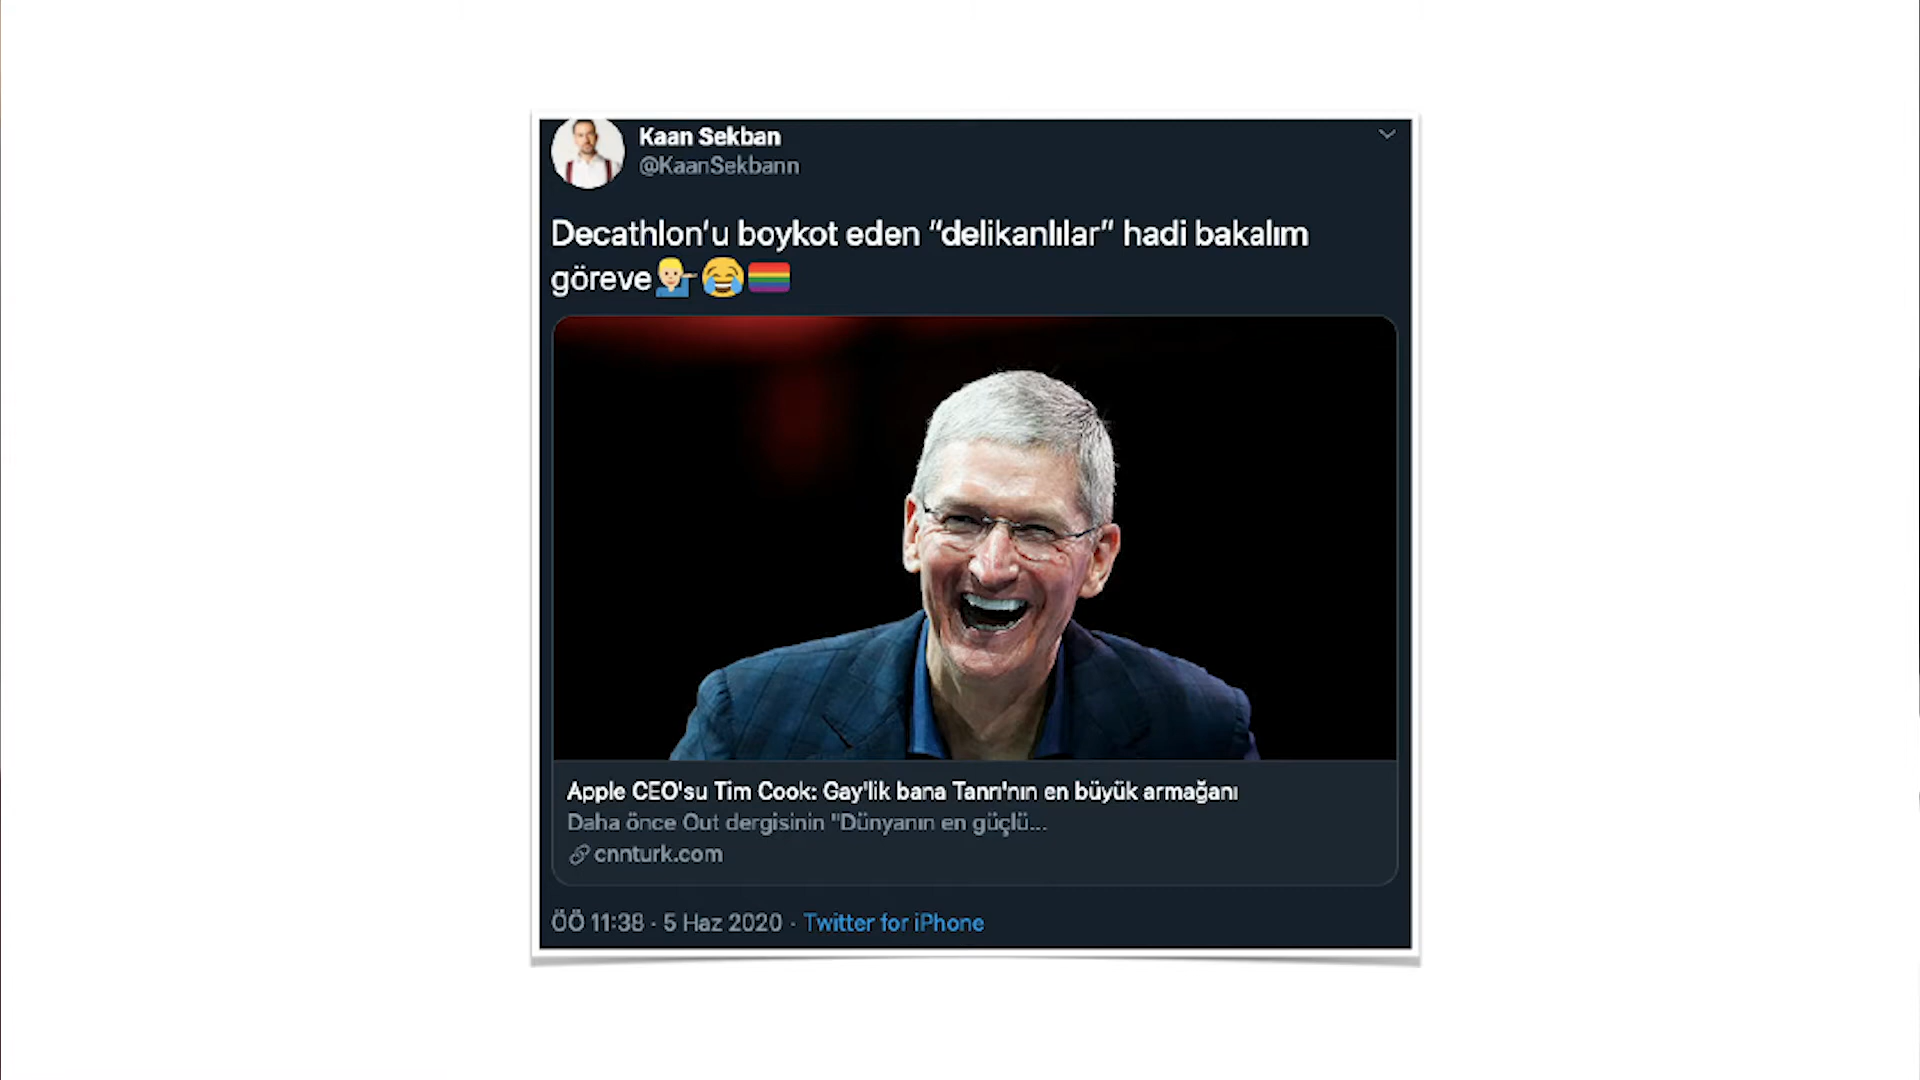 Kaan Sekban
@KaanSekbann
Decathlon‘u boykot eden “delikanlılar” hadi bakalım
göreve💁🏼‍♂️😂🏳️‍🌈
Apple CEO'su Tim Cook: Gay'lik bana Tanrı'nın en büyük armağanı
Daha önce Out dergisinin "Dünyanın en güçlü...
cnnturk.com
ÖÖ 11:38 · 5 Haz 2020 · Twitter for iPhone